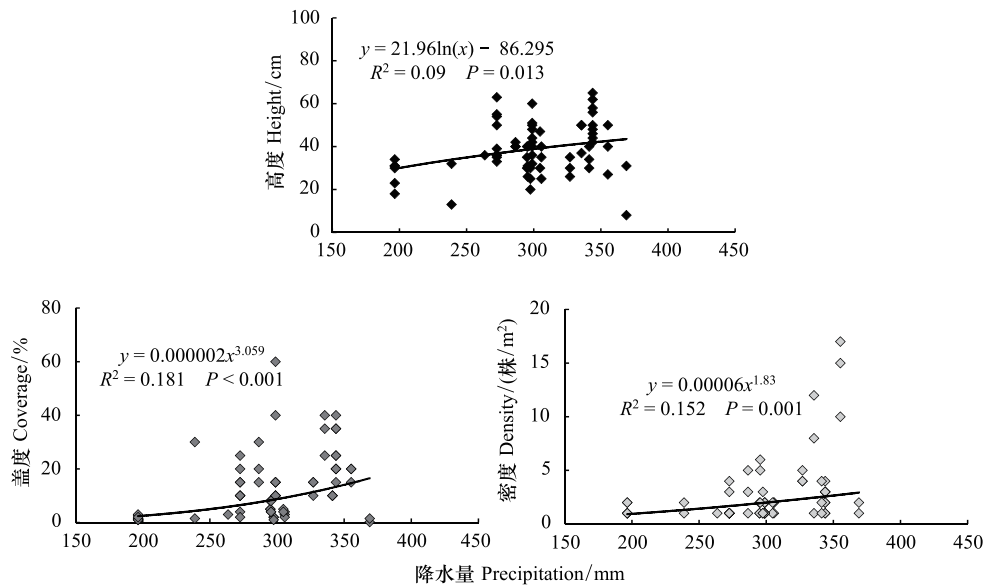 100
80
60
40
20
0
高度 Height/cm
y = 21.96ln(x) − 86.295
R² = 0.09 P = 0.013
150 200 250 300 350 400 450
80
60
40
20
0
盖度 Coverage/%
y = 0.000002x³·⁰⁵⁹
R² = 0.181 P < 0.001
150 200 250 300 350 400 450
20
15
10
5
0
密度 Density/(株/m²)
y = 0.00006x¹·⁸³
R² = 0.152 P = 0.001
150 200 250 300 350 400 450
降水量 Precipitation/mm